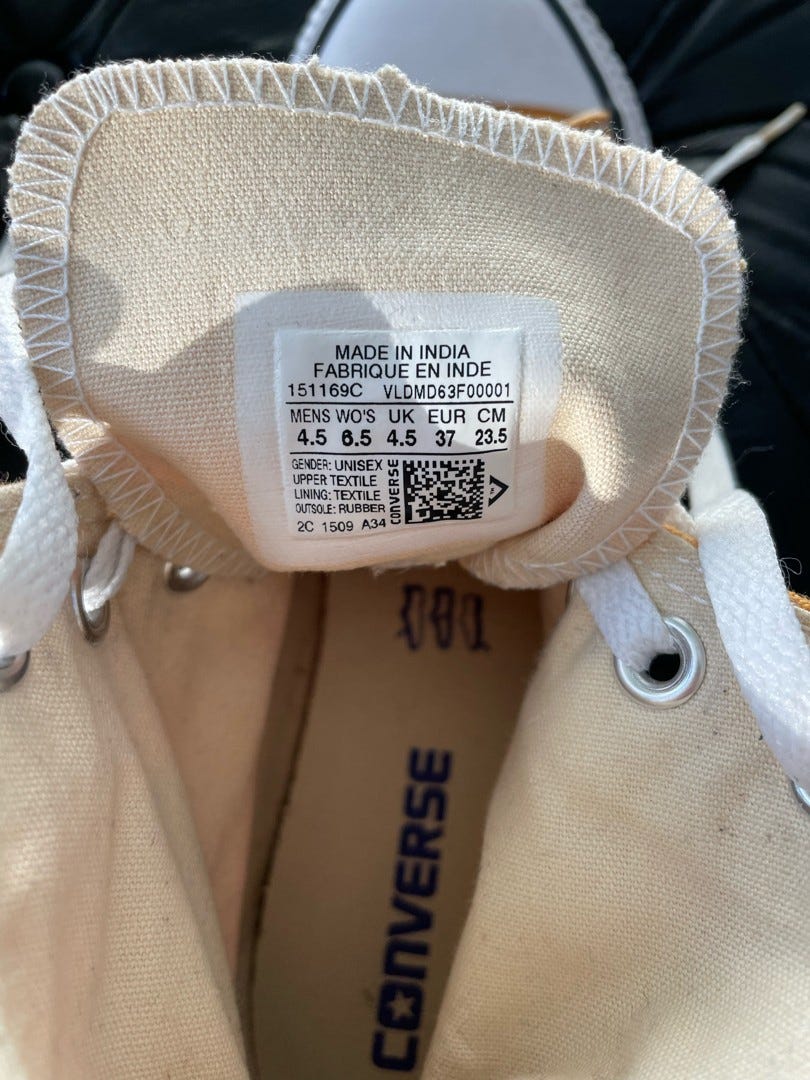 MADE IN INDIA
FABRIQUE EN INDE
151169C VLDMD63F00001
MENS WO'S UK EUR CM
4.5 6.5 4.5 37 23.5
GENDER: UNISEX
UPPER TEXTILE
LINING: TEXTILE
OUTSOLE: RUBBER
CONVERSE
2C 1509 A34
CONVERSE